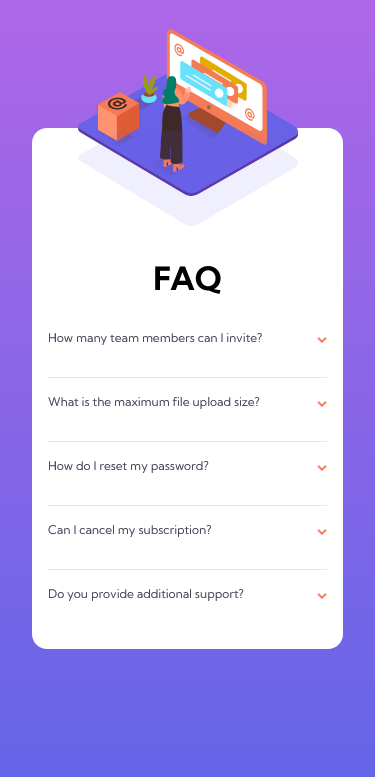 FAQ
How many team members can I invite?
What is the maximum file upload size?
How do I reset my password?
Can I cancel my subscription?
Do you provide additional support?